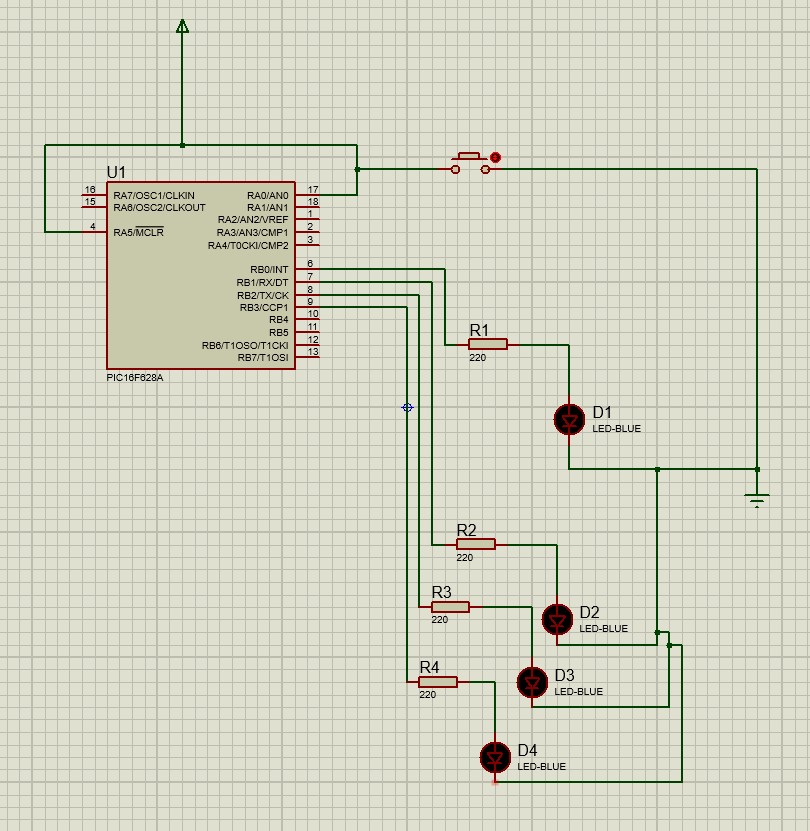 U1
16 RA7/OSC1/CLKIN RA0/AN0 17
15 RA6/OSC2/CLKOUT RA1/AN1 18
RA2/AN2/VREF 1
4 RA5/MCLR RA3/AN3/CMP1 2
RA4/T0CKI/CMP2 3
RB0/INT 6
RB1/RX/DT 7
RB2/TX/CK 8
RB3/CCP1 9
RB4 10
RB5 11
RB6/T1OSO/T1CKI 12
RB7/T1OSI 13
PIC16F628A
R1
220
D1
LED-BLUE
R2
220
R3
220
D2
LED-BLUE
R4
220
D3
LED-BLUE
D4
LED-BLUE